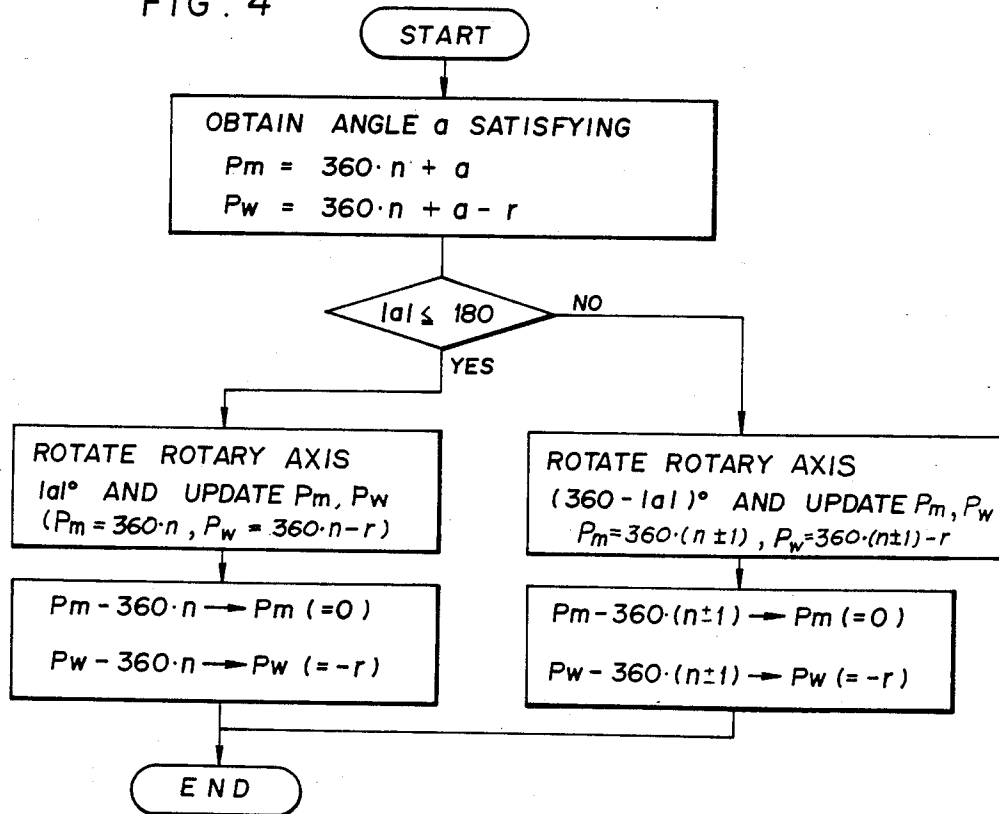 FIG. 4
START
OBTAIN ANGLE a SATISFYING
Pm = 360·n + a
Pw = 360·n + a - r
|a| ≦ 180
NO
YES
ROTATE ROTARY AXIS
|a|° AND UPDATE Pm, Pw
(Pm = 360·n, Pw = 360·n-r)
ROTATE ROTARY AXIS
(360-|a|)° AND UPDATE Pm, Pw
Pm=360·(n±1), Pw=360·(n±1)-r
Pm-360·n → Pm (=0)
Pw-360·n → Pw (=-r)
Pm-360·(n±1) → Pm (=0)
Pw-360·(n±1) → Pw (=-r)
END